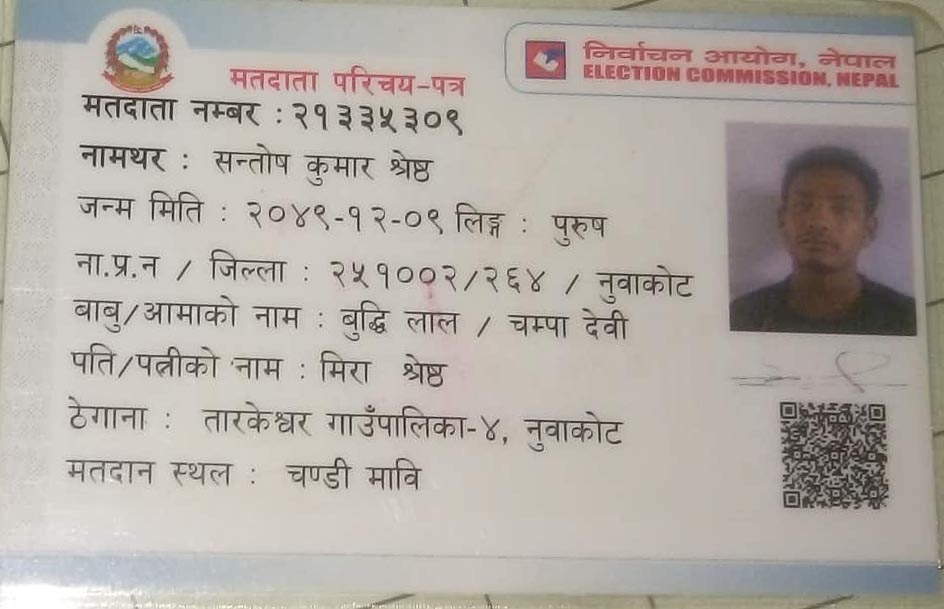 निर्वाचन आयोग, नेपाल
ELECTION COMMISSION, NEPAL
मतदाता परिचय-पत्र
मतदाता नम्बर : २१३३५३०९
नामथर : सन्तोष कुमार श्रेष्ठ
जन्म मिति : २०४९-१२-०९ लिङ्ग : पुरुष
ना.प्र.न / जिल्ला : २५१००२/२६४ / नुवाकोट
बाबु/आमाको नाम : बुद्धि लाल / चम्पा देवी
पति/पत्नीको नाम : मिरा श्रेष्ठ
ठेगाना : तारकेश्वर गाउँपालिका-४, नुवाकोट
मतदान स्थल : चण्डी मावि